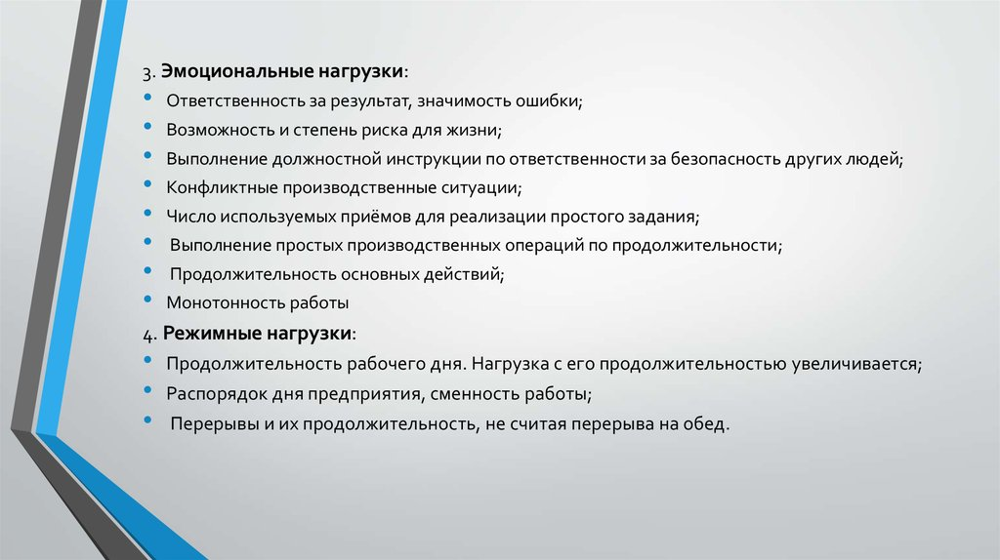 3. Эмоциональные нагрузки:
• Ответственность за результат, значимость ошибки;
• Возможность и степень риска для жизни;
• Выполнение должностной инструкции по ответственности за безопасность других людей;
• Конфликтные производственные ситуации;
• Число используемых приёмов для реализации простого задания;
• Выполнение простых производственных операций по продолжительности;
• Продолжительность основных действий;
• Монотонность работы
4. Режимные нагрузки:
• Продолжительность рабочего дня. Нагрузка с его продолжительностью увеличивается;
• Распорядок дня предприятия, сменность работы;
• Перерывы и их продолжительность, не считая перерыва на обед.